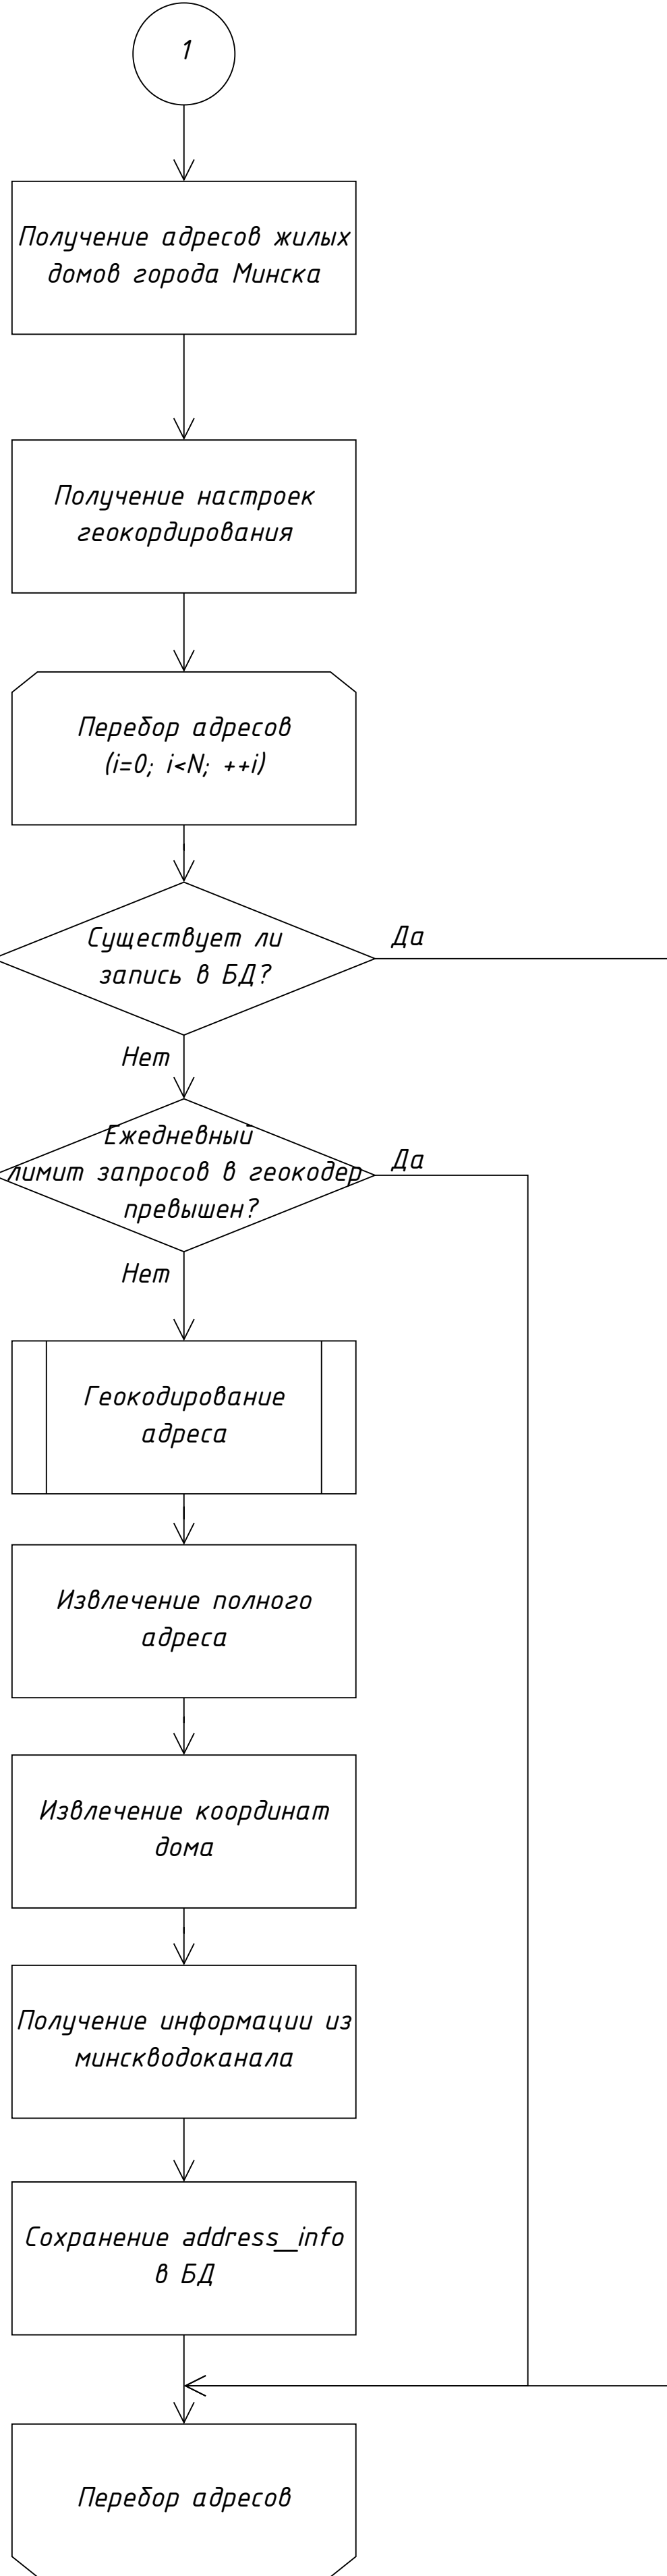 1
Получение адресов жилых
домов города Минска
Получение настроек
геокордирования
Перебор адресов
(i=0; i<N; ++i)
Существует ли
запись в БД?
Да
Нет
Ежедневный
лимит запросов в геокодер
превышен?
Да
Нет
Геокодирование
адреса
Извлечение полного
адреса
Извлечение координат
дома
Получение информации из
минскводоканала
Сохранение address_info
в БД
Перебор адресов